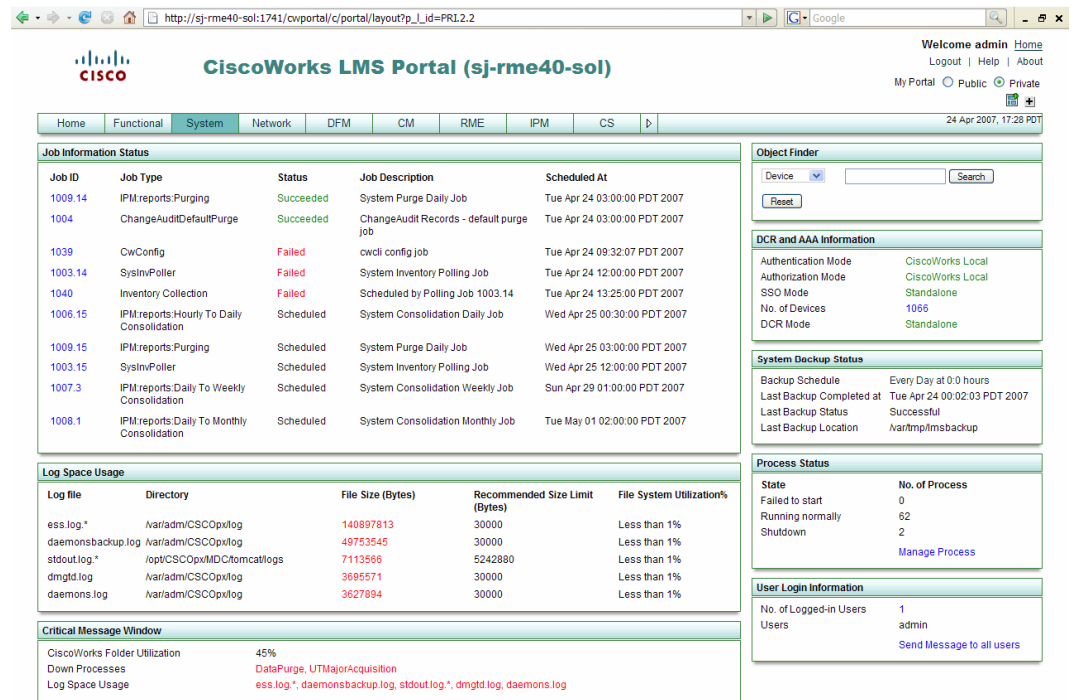 http://sj-rme40-sol:1741/cwportal/c/portal/layout?p_l_id=PRI.2.2
G
Google
CISCO
CiscoWorks LMS Portal (sj-rme40-sol)
Welcome admin Home
Logout | Help | About
My Portal Public Private
Home Functional System Network DFM CM RME IPM CS
24 Apr 2007, 17:28 PDT
Job Information Status
Job ID Job Type Status Job Description Scheduled At
1009.14 IPM:reports:Purging Succeeded System Purge Daily Job Tue Apr 24 03:00:00 PDT 2007
1004 ChangeAuditDefaultPurge Succeeded ChangeAudit Records - default purge Tue Apr 24 03:00:00 PDT 2007
job
1039 CwConfig Failed cwcli config job Tue Apr 24 09:32:07 PDT 2007
1003.14 SysInvPoller Failed System Inventory Polling Job Tue Apr 24 12:00:00 PDT 2007
1040 Inventory Collection Failed Scheduled by Polling Job 1003.14 Tue Apr 24 13:25:00 PDT 2007
1006.15 IPM:reports:Hourly To Daily Scheduled System Consolidation Daily Job Wed Apr 25 00:30:00 PDT 2007
Consolidation
1009.15 IPM:reports:Purging Scheduled System Purge Daily Job Wed Apr 25 03:00:00 PDT 2007
1003.15 SysInvPoller Scheduled System Inventory Polling Job Wed Apr 25 12:00:00 PDT 2007
1007.3 IPM:reports:Daily To Weekly Scheduled System Consolidation Weekly Job Sun Apr 29 01:00:00 PDT 2007
Consolidation
1008.1 IPM:reports:Daily To Monthly Scheduled System Consolidation Monthly Job Tue May 01 02:00:00 PDT 2007
Consolidation
Log Space Usage
Log file Directory File Size (Bytes) Recommended Size Limit File System Utilization%
(Bytes)
ess.log.* /var/adm/CSCOpx/log 140897813 30000 Less than 1%
daemonsbackup.log /var/adm/CSCOpx/log 49753545 30000 Less than 1%
stdout.log.* /opt/CSCOpx/MDC/tomcat/logs 7113566 5242880 Less than 1%
dmgtd.log /var/adm/CSCOpx/log 3695571 30000 Less than 1%
daemons.log /var/adm/CSCOpx/log 3627894 30000 Less than 1%
Critical Message Window
CiscoWorks Folder Utilization 45%
Down Processes DataPurge, UTMajorAcquisition
Log Space Usage ess.log.*, daemonsbackup.log, stdout.log.*, dmgtd.log, daemons.log
Object Finder
Device Search
Reset
DCR and AAA Information
Authentication Mode CiscoWorks Local
Authorization Mode CiscoWorks Local
SSO Mode Standalone
No. of Devices 1066
DCR Mode Standalone
System Backup Status
Backup Schedule Every Day at 0:0 hours
Last Backup Completed at Tue Apr 24 00:02:03 PDT 2007
Last Backup Status Successful
Last Backup Location /var/tmp/lmsbackup
Process Status
State No. of Process
Failed to start 0
Running normally 62
Shutdown 2
Manage Process
User Login Information
No. of Logged-in Users 1
Users admin
Send Message to all users